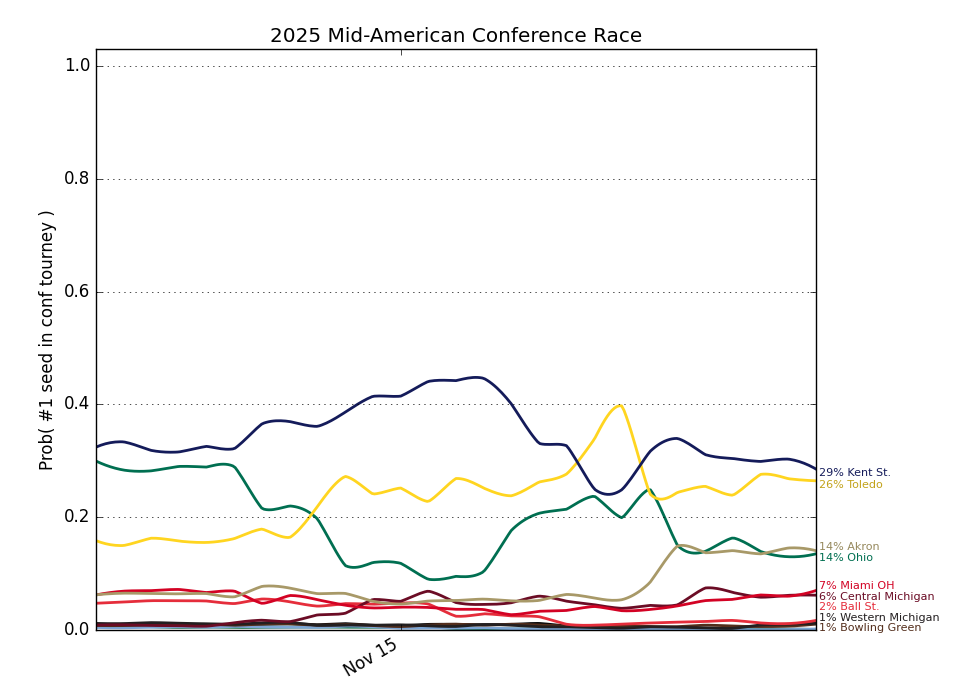 2025 Mid-American Conference Race
Prob( #1 seed in conf tourney )
1.0
0.8
0.6
0.4
0.2
0.0
Nov 15
29% Kent St.
26% Toledo
14% Akron
14% Ohio
7% Miami OH
6% Central Michigan
2% Ball St.
1% Western Michigan
1% Bowling Green